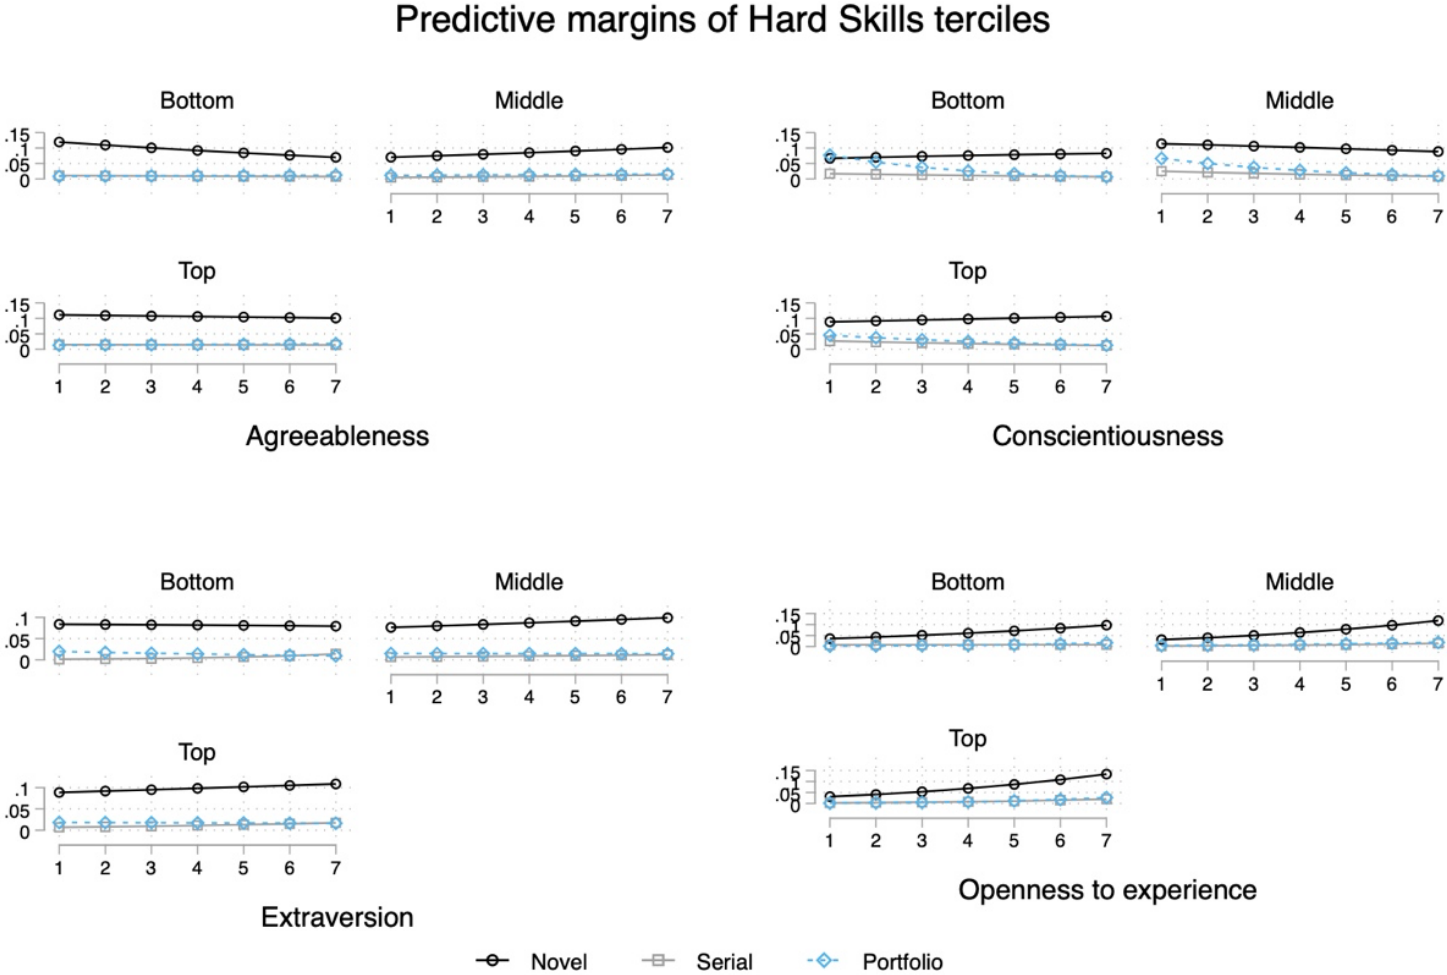 Predictive margins of Hard Skills terciles
Bottom
Middle
.15
.1
.05
0
1 2 3 4 5 6 7
Top
.15
.1
.05
0
1 2 3 4 5 6 7
Agreeableness
Bottom
Middle
.15
.1
.05
0
1 2 3 4 5 6 7
Top
.15
.1
.05
0
1 2 3 4 5 6 7
Conscientiousness
Bottom
Middle
.1
.05
0
1 2 3 4 5 6 7
Top
.1
.05
0
1 2 3 4 5 6 7
Extraversion
Bottom
Middle
.15
.1
.05
0
1 2 3 4 5 6 7
Top
.15
.1
.05
0
1 2 3 4 5 6 7
Openness to experience
Novel Serial Portfolio